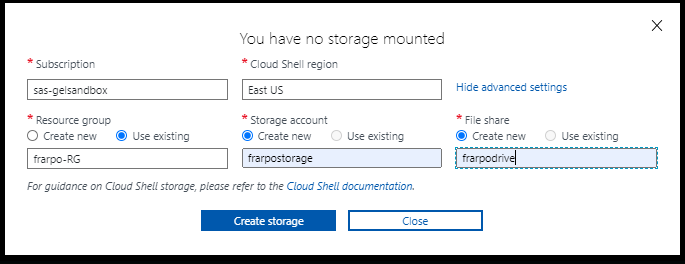 You have no storage mounted
* Subscription
* Cloud Shell region
sas-gelsandbox
East US
Hide advanced settings
* Resource group
* Storage account
* File share
Create new
Use existing
Create new
Use existing
Create new
Use existing
frarpo-RG
frarpostorage
frarpodrive
For guidance on Cloud Shell storage, please refer to the Cloud Shell documentation.
Create storage
Close